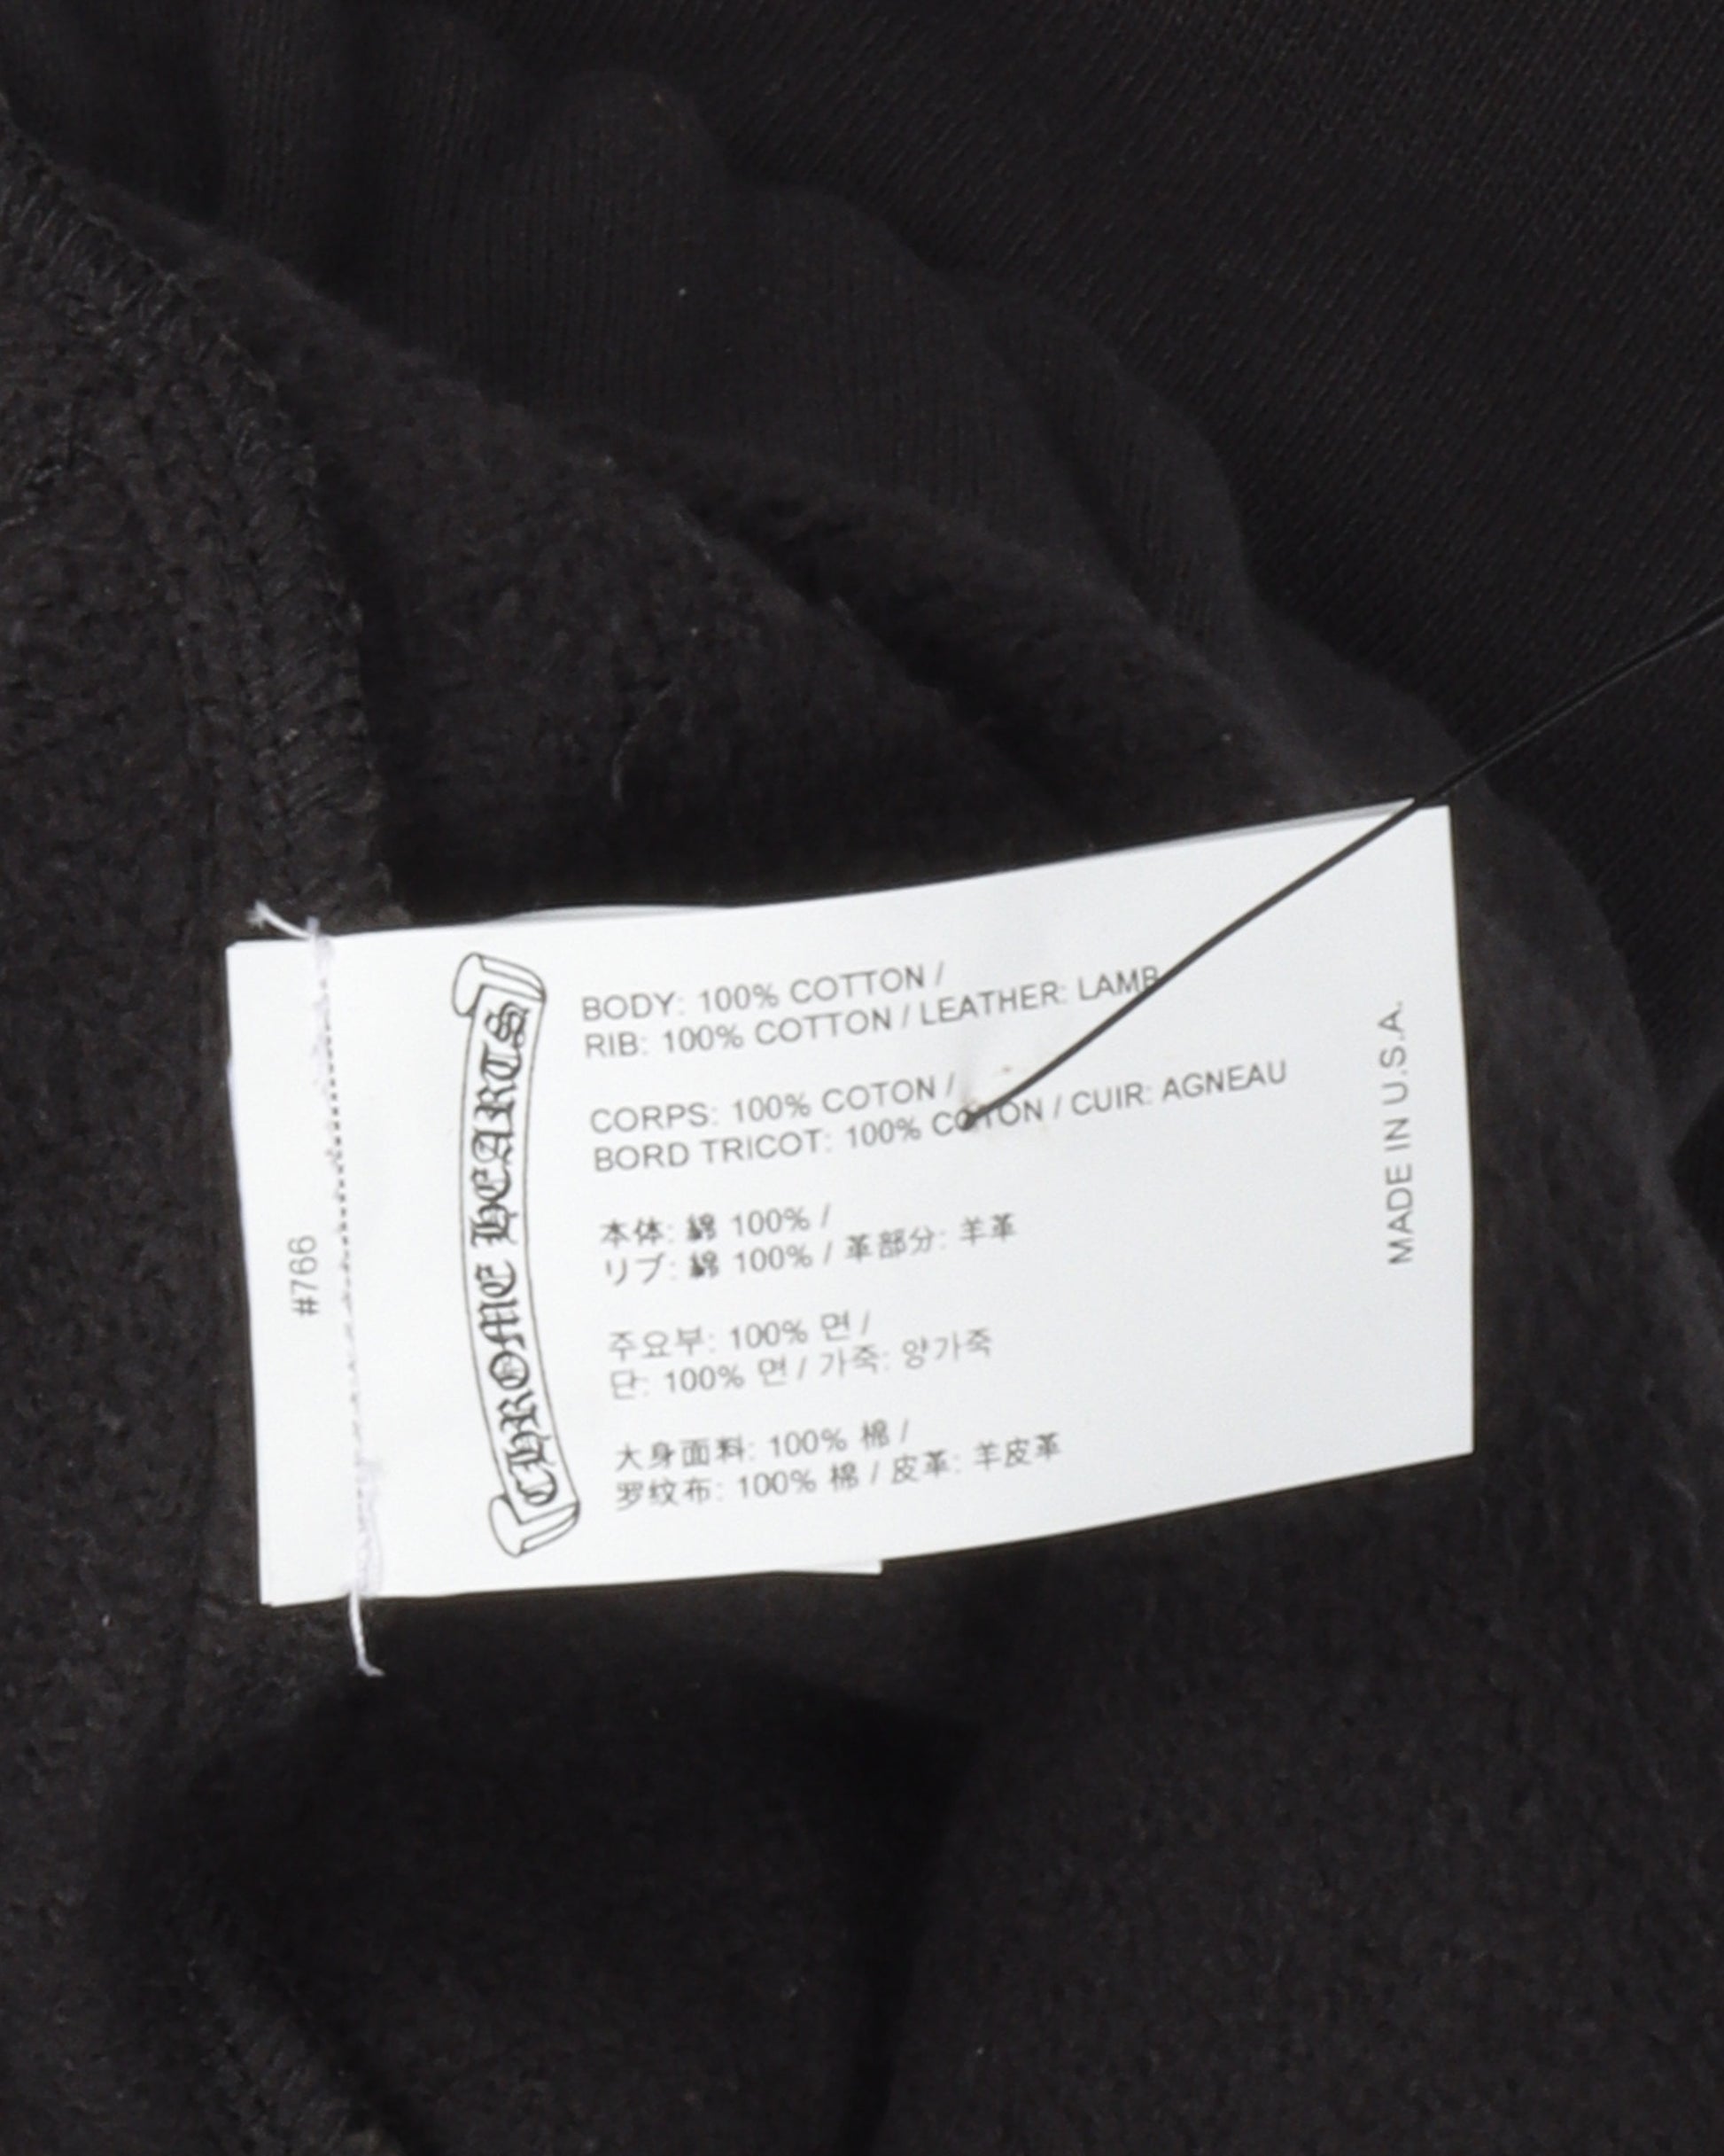 #766
CHROME HEARTS
BODY: 100% COTTON /
RIB: 100% COTTON / LEATHER: LAMB
CORPS: 100% COTON /
BORD TRICOT: 100% COTON / CUIR: AGNEAU
本体: 綿 100% /
リブ: 綿 100% / 革部分: 羊革
주요부: 100% 면 /
단: 100% 면 / 가죽: 양가죽
大身面料: 100% 棉 /
罗纹布: 100% 棉 / 皮革: 羊皮革
MADE IN U.S.A.